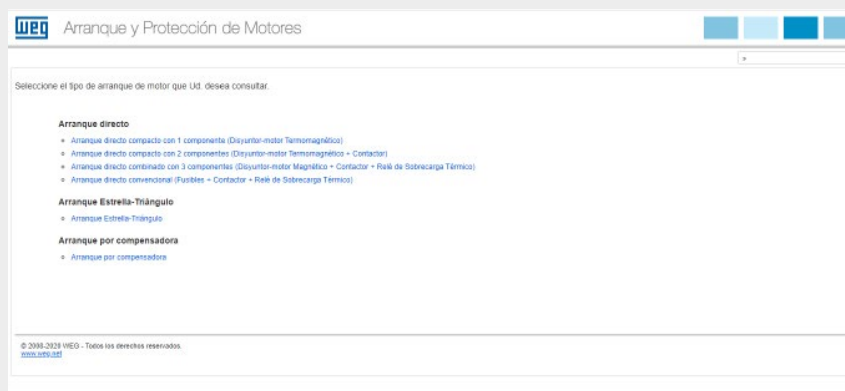 WEG Arranque y Protección de Motores
Seleccione el tipo de arranque de motor que Ud. desea consultar.
Arranque directo
Arranque directo compacto con 1 componente (Disyuntor-motor Termomagnético)
Arranque directo compacto con 2 componentes (Disyuntor-motor Termomagnético + Contactor)
Arranque directo combinado con 3 componentes (Disyuntor-motor Magnético + Contactor + Relé de Sobrecarga Térmico)
Arranque directo convencional (Fusibles + Contactor + Relé de Sobrecarga Térmico)
Arranque Estrella-Triángulo
Arranque Estrella-Triángulo
Arranque por compensadora
Arranque por compensadora
© 2008-2020 WEG - Todos los derechos reservados.
www.weg.net